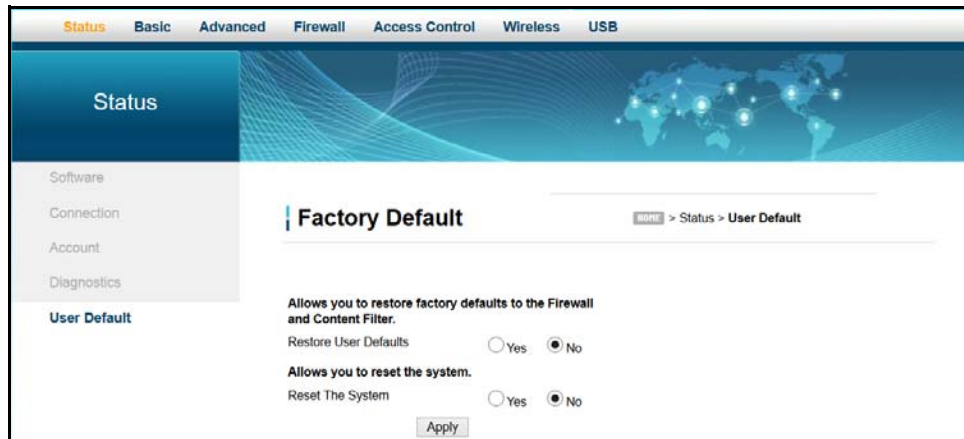 Status Basic Advanced Firewall Access Control Wireless USB
Status
Software
Connection
Account
Diagnostics
User Default
Factory Default
HOME > Status > User Default
Allows you to restore factory defaults to the Firewall
and Content Filter.
Restore User Defaults Yes No
Allows you to reset the system.
Reset The System Yes No
Apply